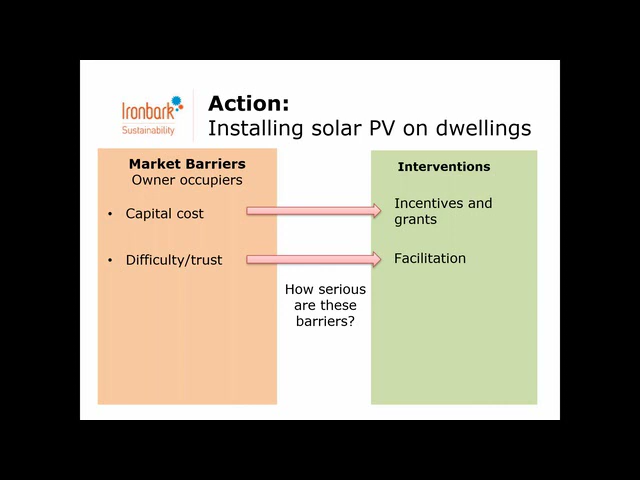 Ironbark
Sustainability
Action:
Installing solar PV on dwellings
Market Barriers
Owner occupiers
• Capital cost
• Difficulty/trust
How serious
are these
barriers?
Interventions
Incentives and
grants
Facilitation